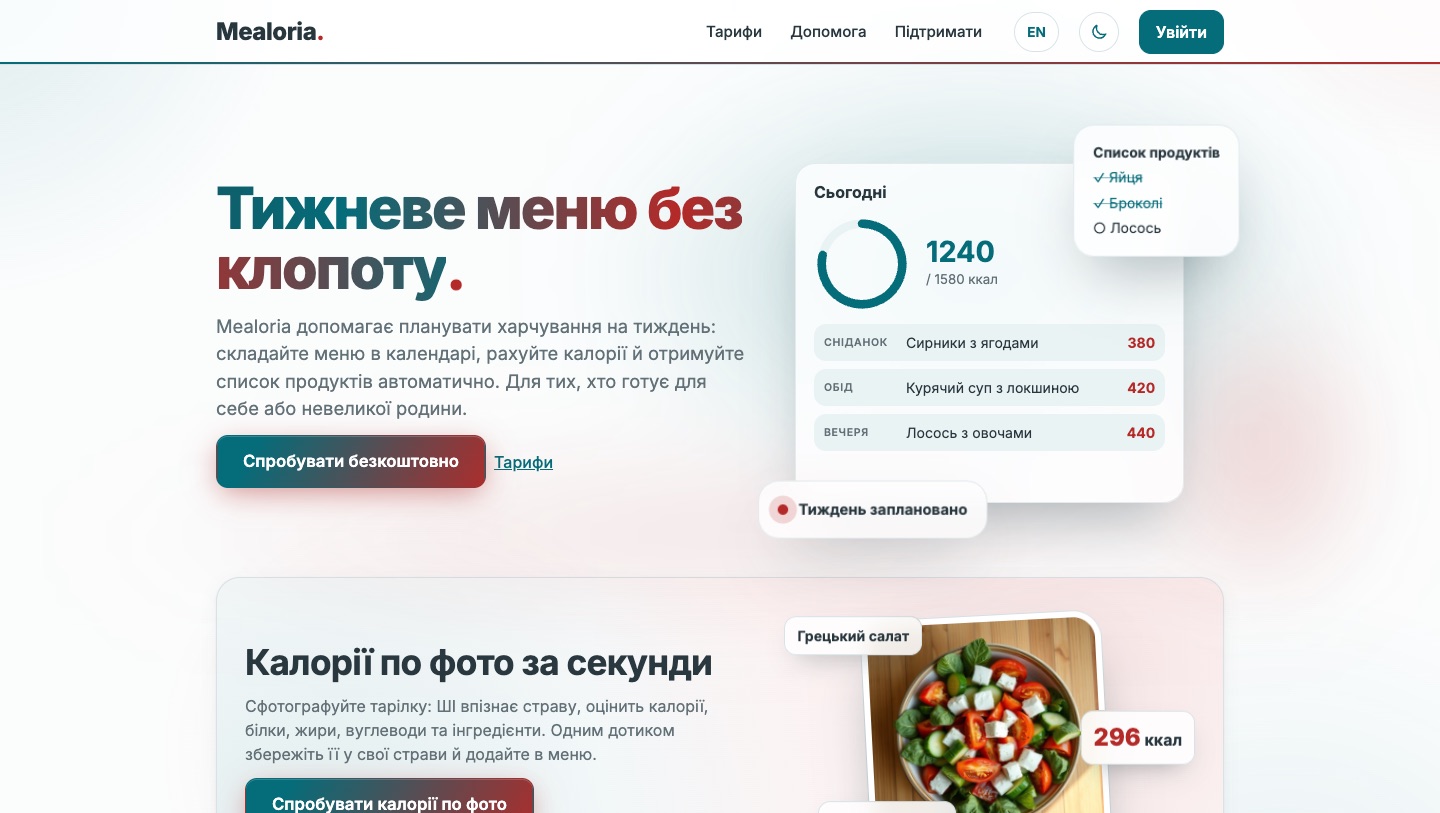 Mealoria.
Тарифи
Допомога
Підтримати
EN
Увійти
Тижневе меню без
клопоту.
Mealoria допомагає планувати харчування на тиждень:
складайте меню в календарі, рахуйте калорії й отримуйте
список продуктів автоматично. Для тих, хто готує для
себе або невеликої родини.
Спробувати безкоштовно
Тарифи
Сьогодні
1240
/ 1580 ккал
СНІДАНОК
Сирники з ягодами
380
ОБІД
Курячий суп з локшиною
420
ВЕЧЕРЯ
Лосось з овочами
440
Список продуктів
✓ Яйця
✓ Броколі
Лосось
Тиждень заплановано
Калорії по фото за секунди
Сфотографуйте тарілку: ШІ впізнає страву, оцінить калорії,
білки, жири, вуглеводи та інгредієнти. Одним дотиком
збережіть її у свої страви й додайте в меню.
Спробувати калорії по фото
Грецький салат
296 ккал